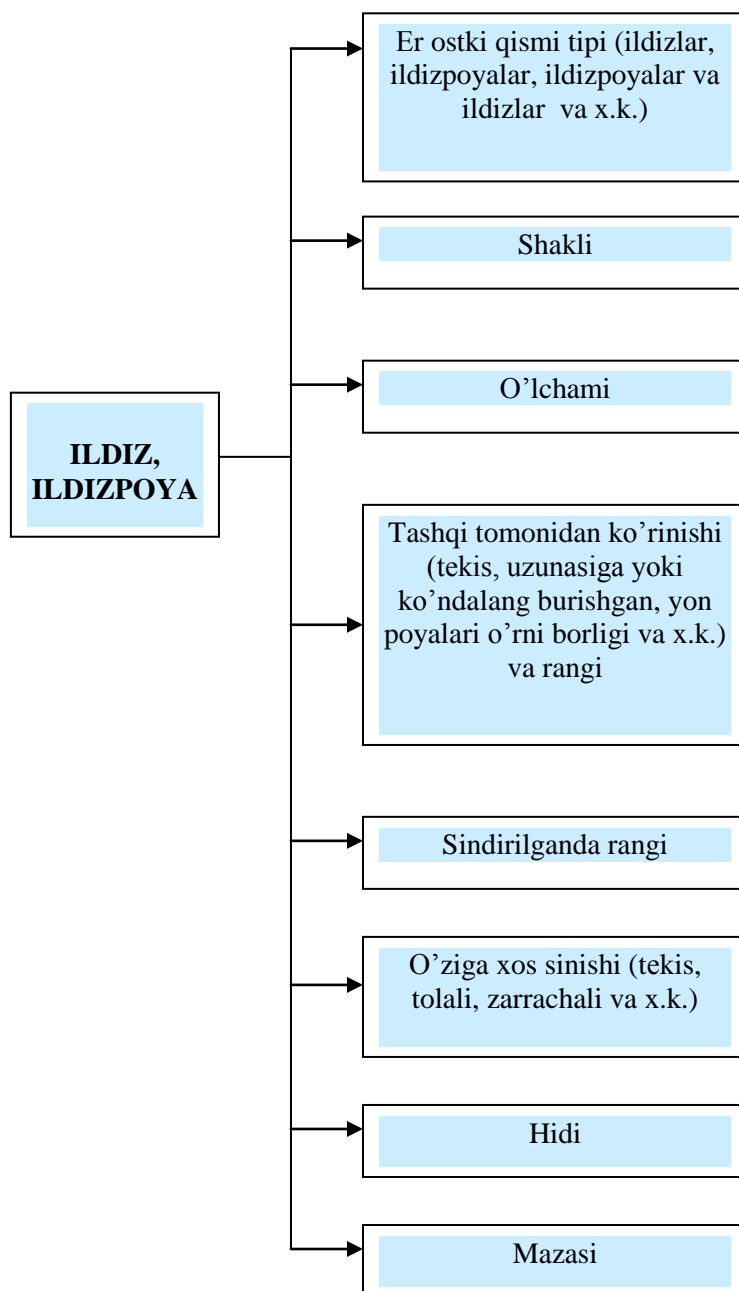 Er ostki qismi tipi (ildizlar,
ildizpoyalar, ildizpoyalar va
ildizlar va x.k.)
Shakli
O’lchami
ILDIZ,
ILDIZPOYA
Tashqi tomonidan ko’rinishi
(tekis, uzunasiga yoki
ko’ndalang burishgan, yon
poyalari o’rni borligi va x.k.)
va rangi
Sindirilganda rangi
O’ziga xos sinishi (tekis,
tolali, zarrachali va x.k.)
Hidi
Mazasi